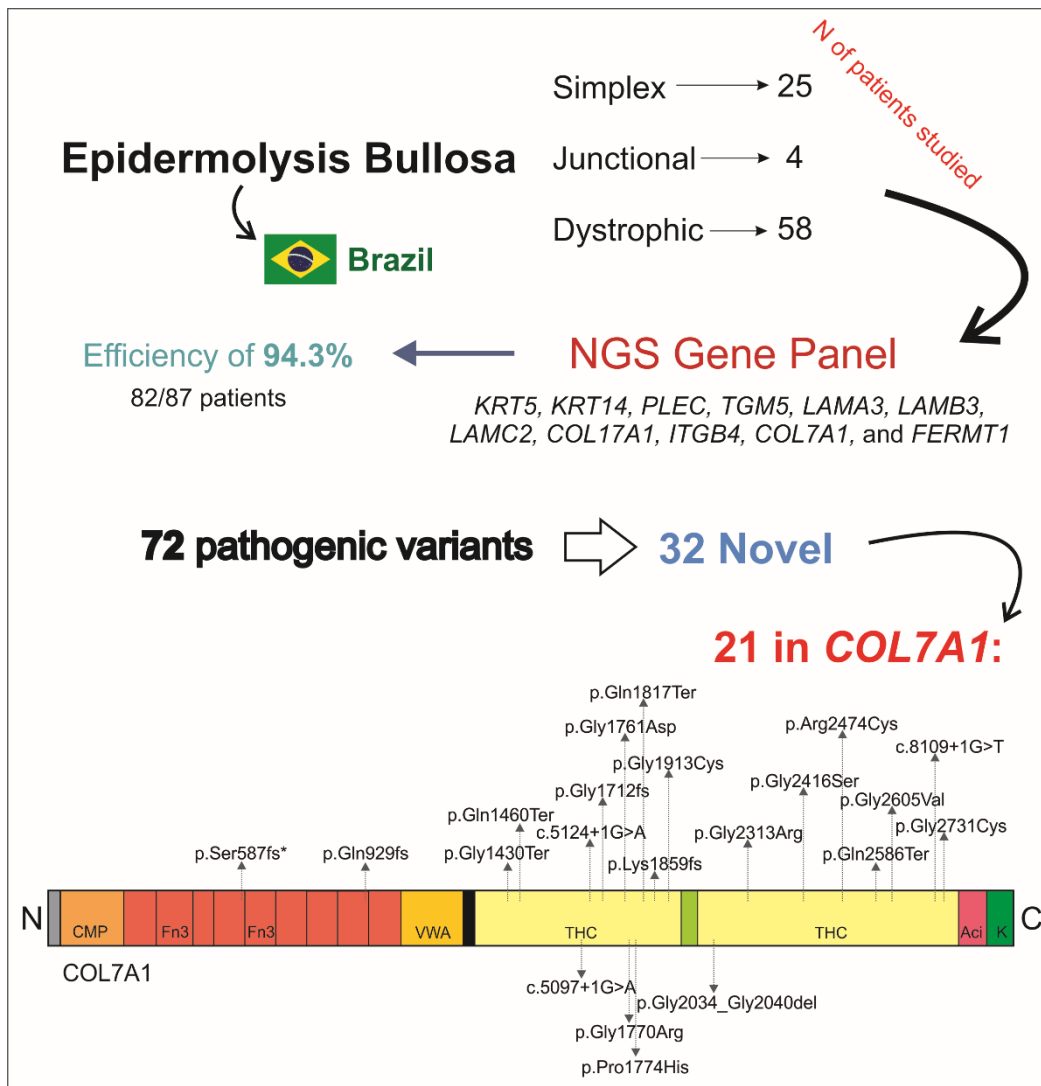 Epidermolysis Bullosa
Brazil
Simplex 25
Junctional 4
Dystrophic 58
N of patients studied
NGS Gene Panel
KRT5, KRT14, PLEC, TGM5, LAMA3, LAMB3,
LAMC2, COL17A1, ITGB4, COL7A1, and FERMT1
Efficiency of 94.3%
82/87 patients
72 pathogenic variants 32 Novel
21 in COL7A1:
p.Gln1817Ter
p.Gly1761Asp
p.Arg2474Cys
c.8109+1G>T
p.Gly1913Cys
p.Gly2416Ser
p.Gly1712fs
p.Gly2605Val
p.Gln1460Ter
c.5124+1G>A
p.Gly2313Arg
p.Gly2731Cys
p.Ser587fs*
p.Gln929fs
p.Gly1430Ter
p.Lys1859fs
p.Gln2586Ter
N CMP Fn3 Fn3 VWA THC THC Aci K C
COL7A1
c.5097+1G>A
p.Gly2034_Gly2040del
p.Gly1770Arg
p.Pro1774His